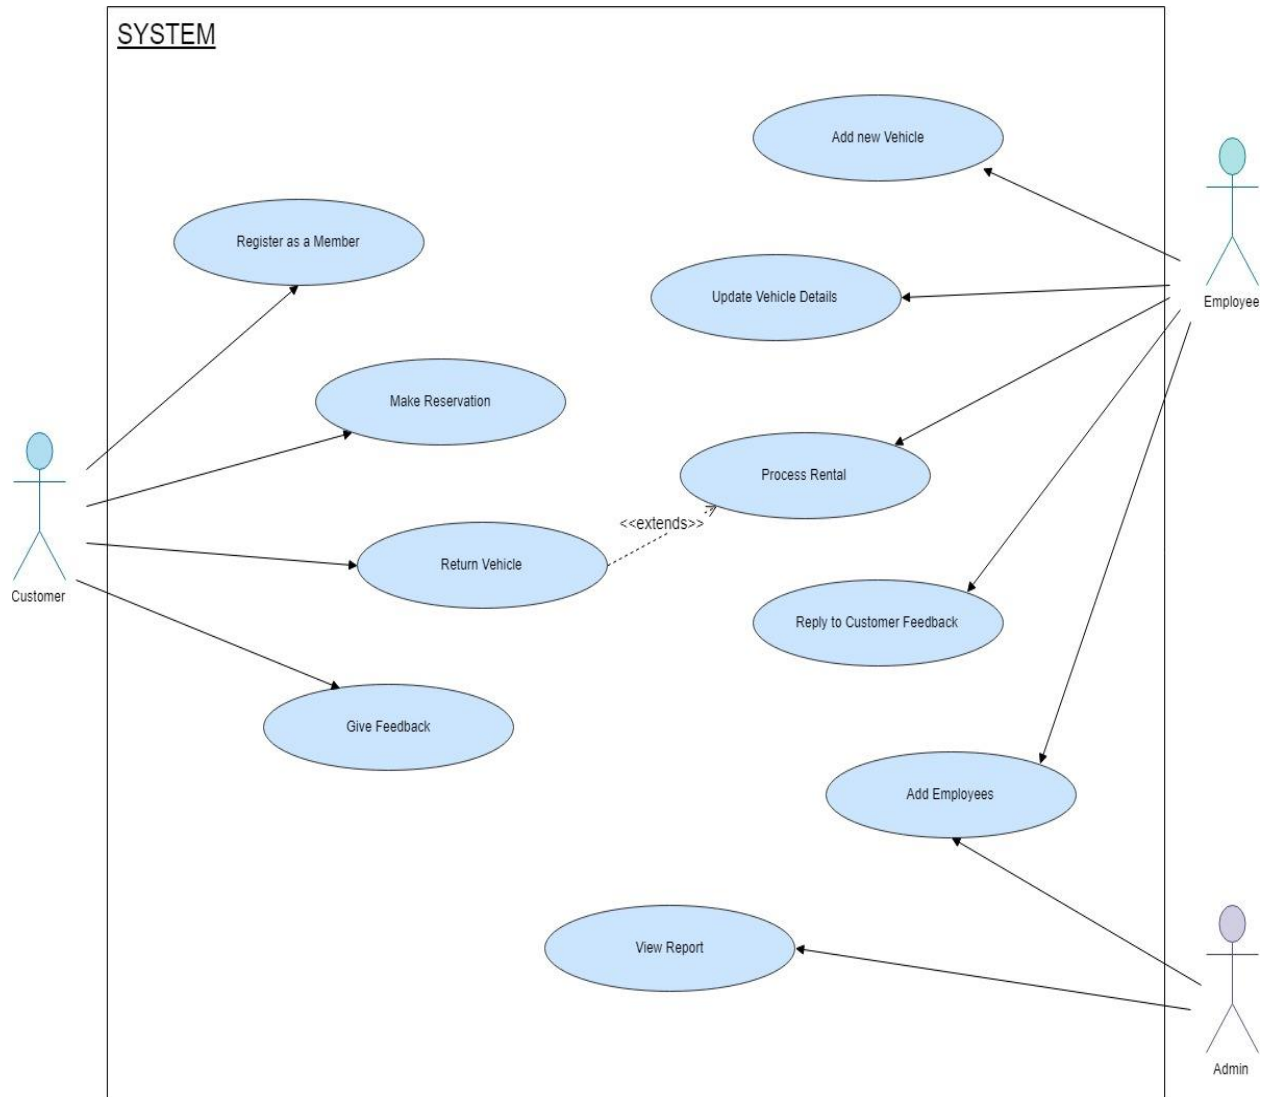 SYSTEM
Add new Vehicle
Register as a Member
Update Vehicle Details
Employee
Make Reservation
Process Rental
<<extends>>
Return Vehicle
Customer
Reply to Customer Feedback
Give Feedback
Add Employees
View Report
Admin